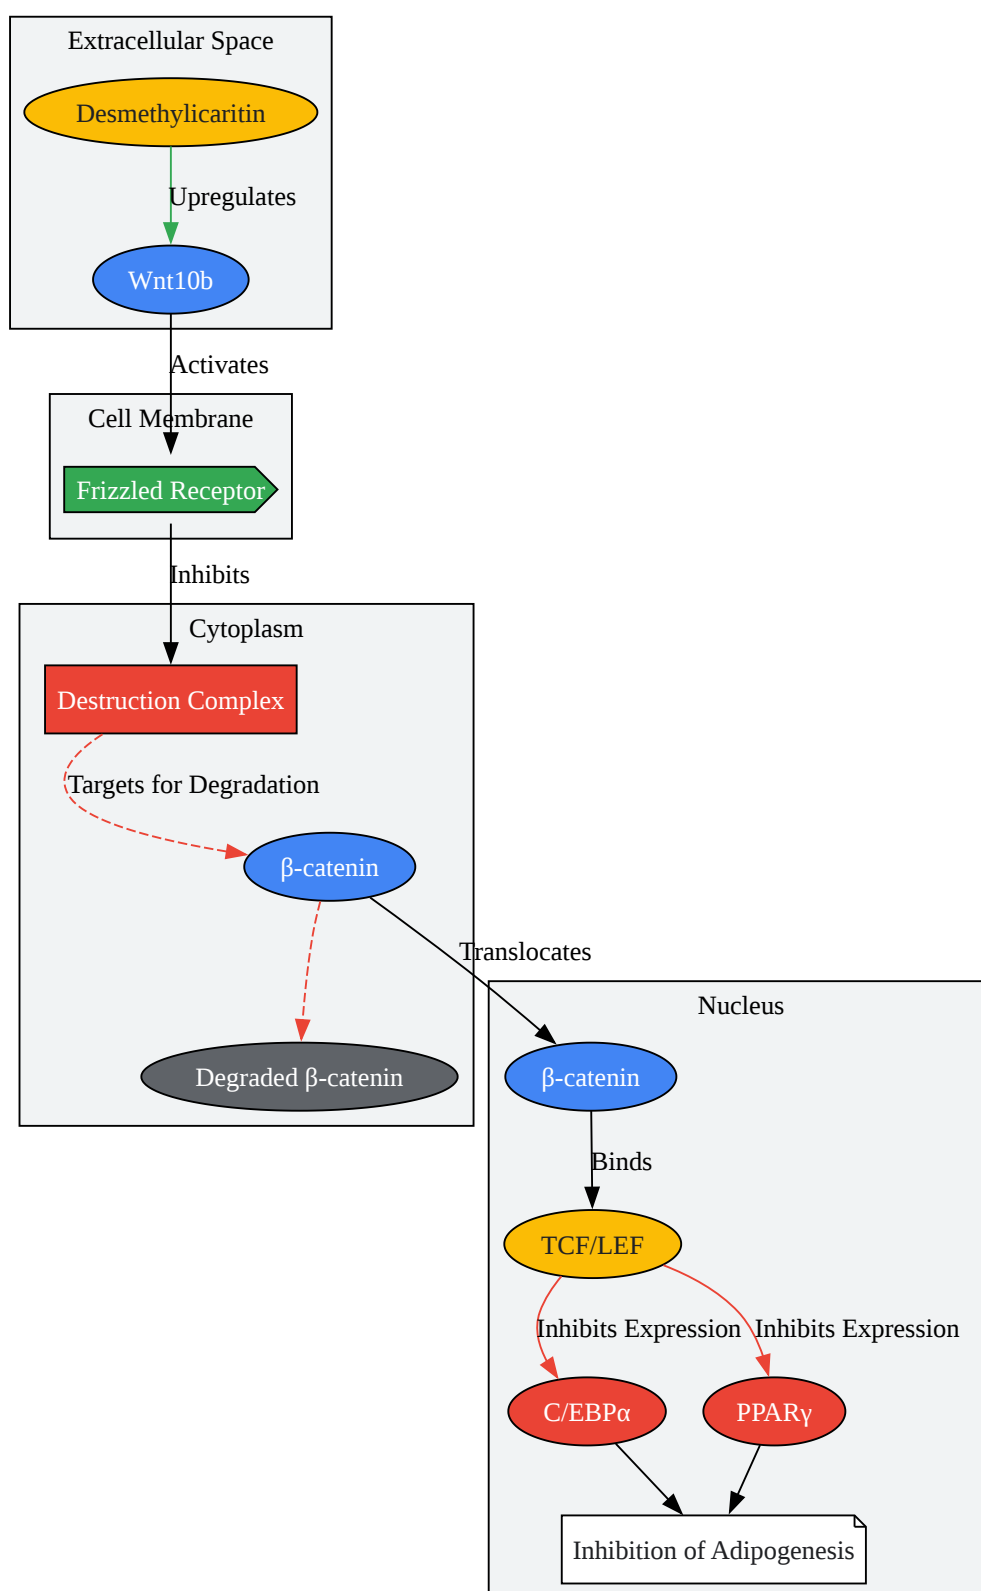 Extracellular Space
Desmethylicaritin
Upregulates
Wnt10b
Activates
Cell Membrane
Frizzled Receptor
Inhibits
Cytoplasm
Destruction Complex
Targets for Degradation
β-catenin
Translocates
Nucleus
Degraded β-catenin
β-catenin
Binds
TCF/LEF
Inhibits Expression
Inhibits Expression
C/EBPα
PPARγ
Inhibition of Adipogenesis